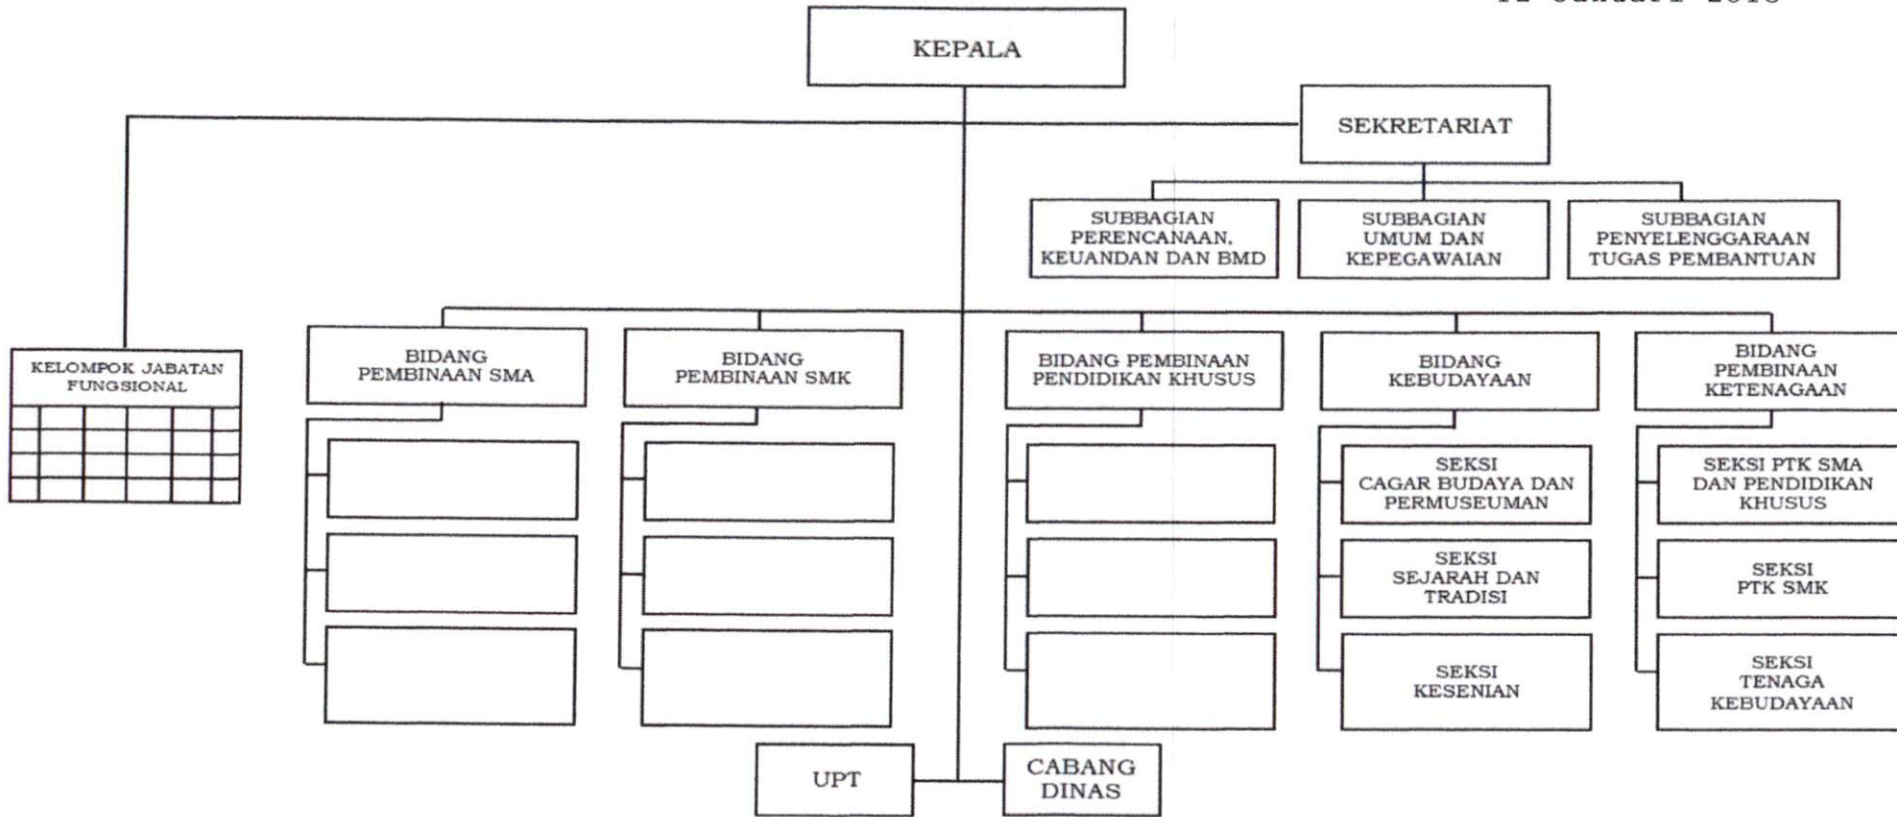 KEPALA
SEKRETARIAT
SUBBAGIAN
PERENCANAAN,
KEUANDAN DAN BMD
SUBBAGIAN
UMUM DAN
KEPEGAWAIAN
SUBBAGIAN
PENYELENGGARAAN
TUGAS PEMBANTUAN
KELOMPOK JABATAN
FUNGSIONAL
BIDANG
PEMBINAAN SMA
BIDANG
PEMBINAAN SMK
BIDANG PEMBINAAN
PENDIDIKAN KHUSUS
BIDANG
KEBUDAYAAN
BIDANG
PEMBINAAN
KETENAGAAN
SEKSI
CAGAR BUDAYA DAN
PERMUSEUMAN
SEKSI PTK SMA
DAN PENDIDIKAN
KHUSUS
SEKSI
SEJARAH DAN
TRADISI
SEKSI
PTK SMK
SEKSI
KESENIAN
SEKSI
TENAGA
KEBUDAYAAN
UPT
CABANG
DINAS